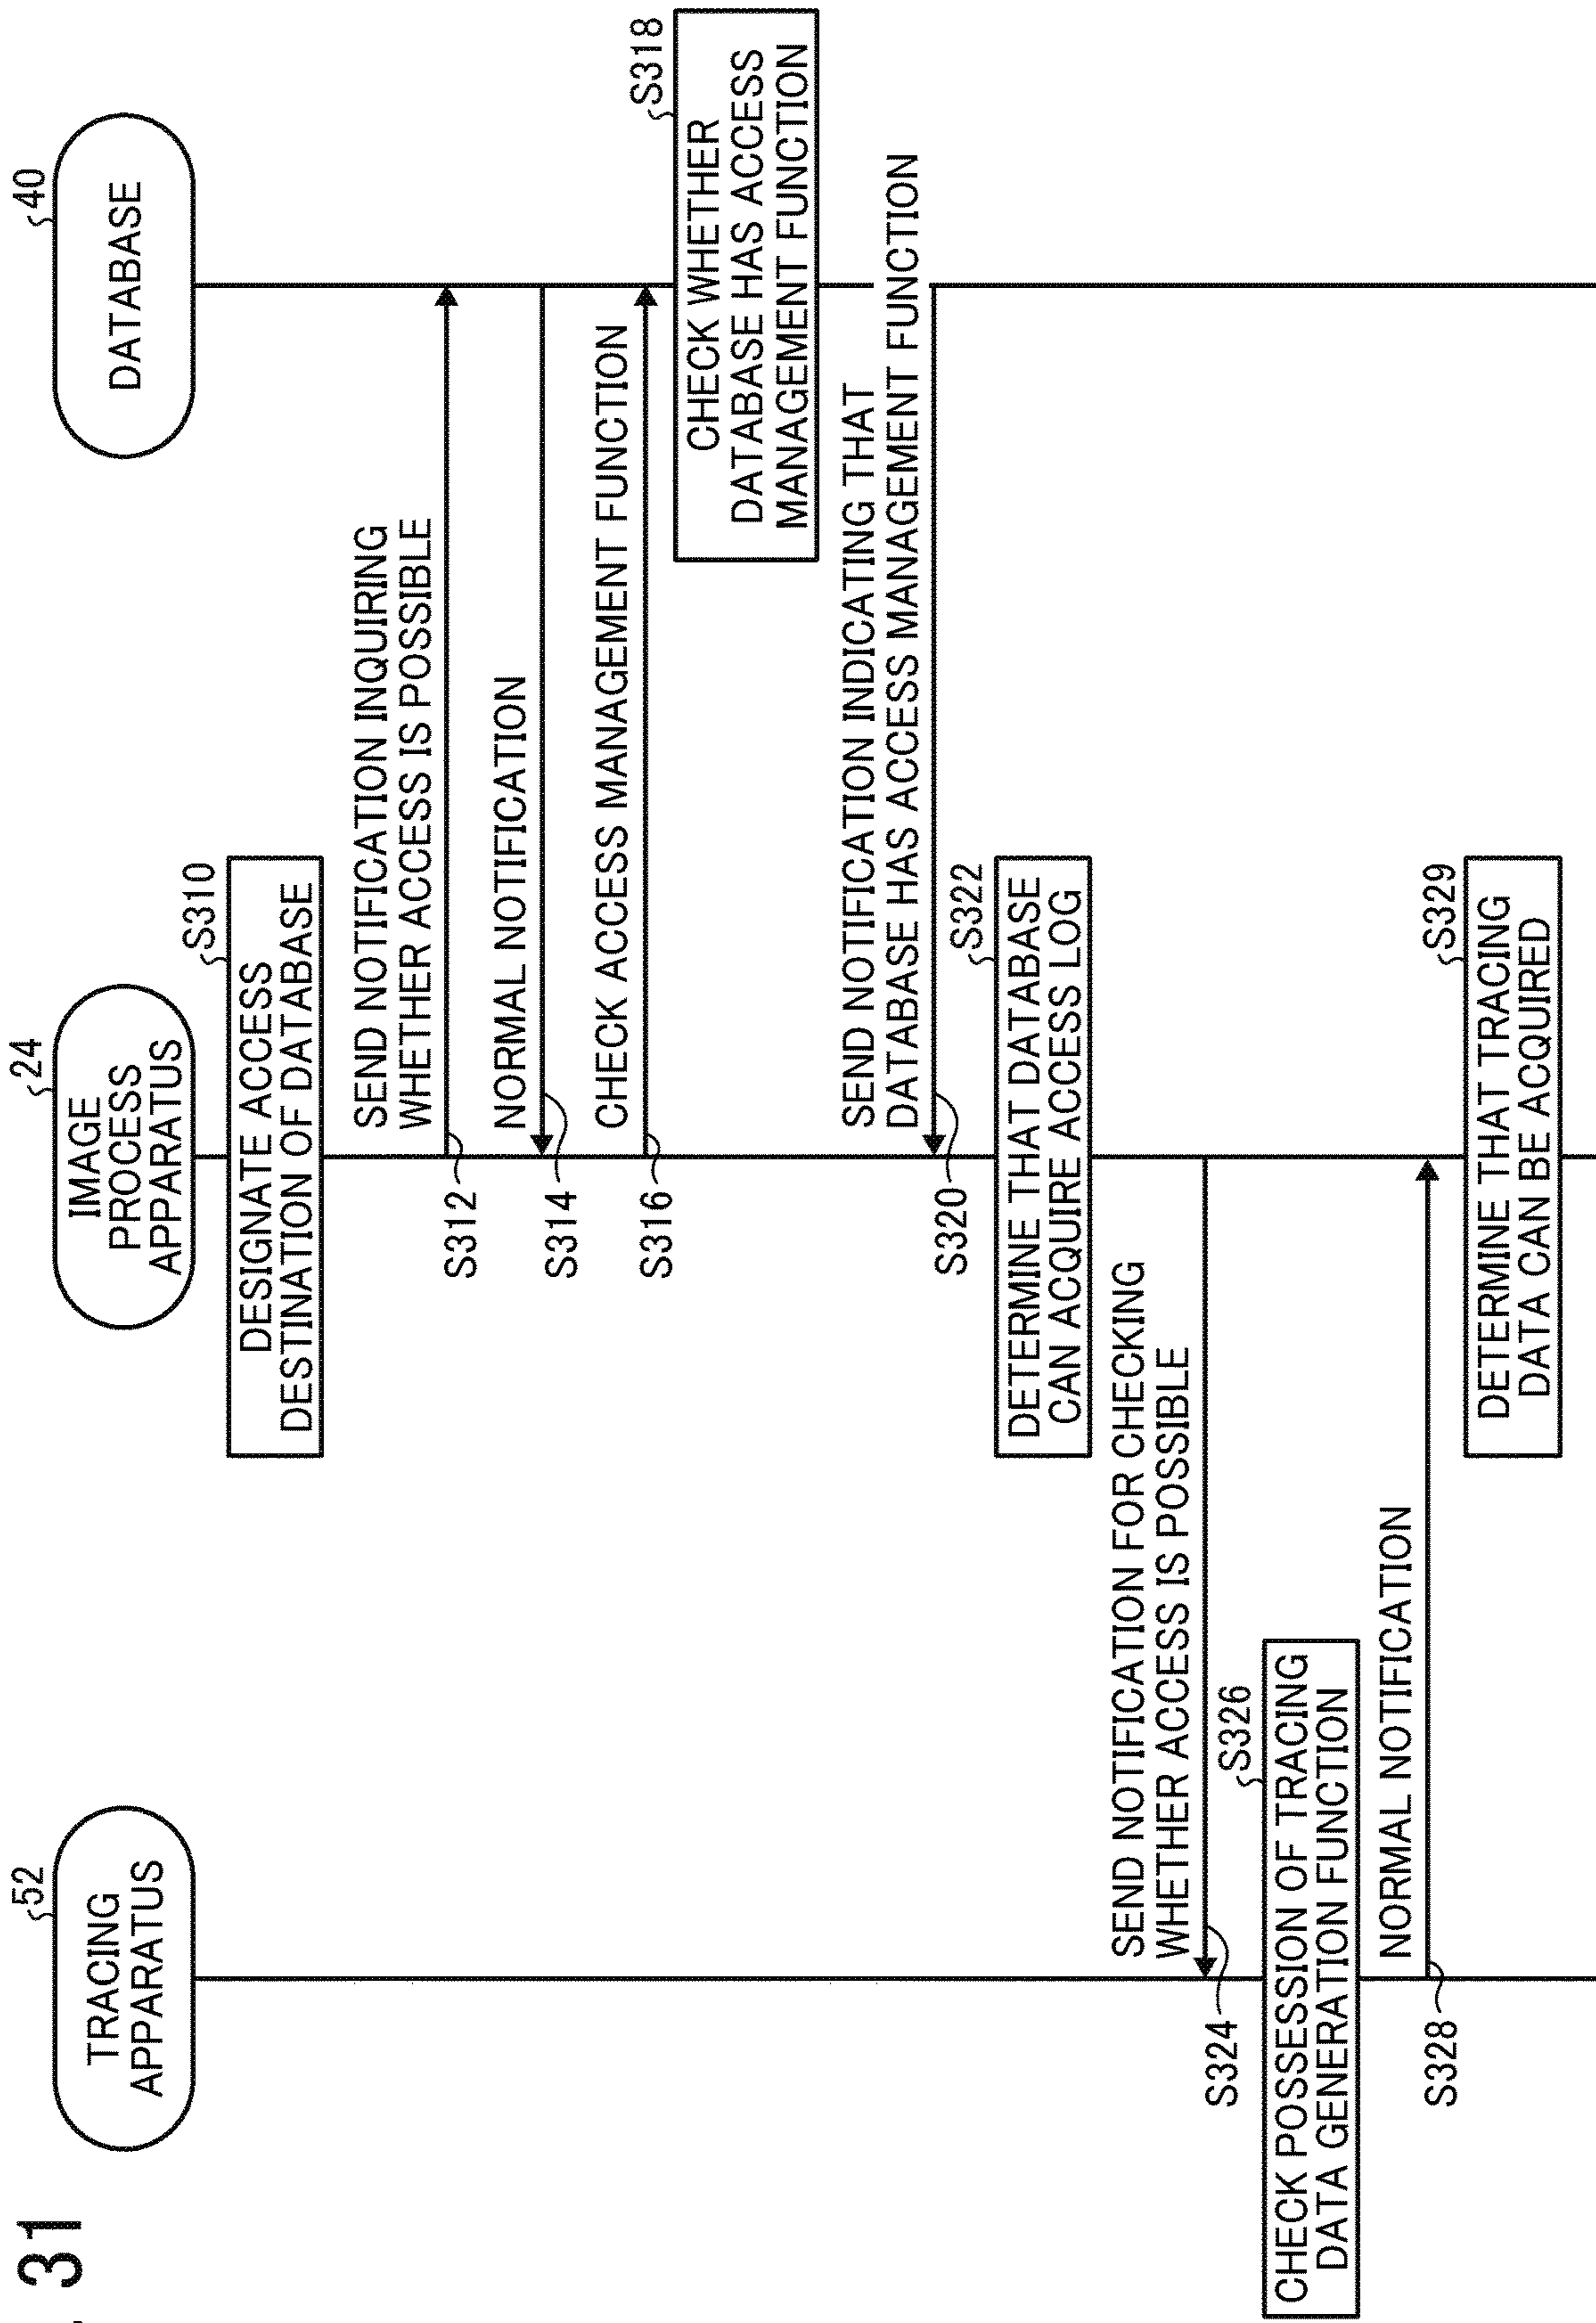 . 31
52
TRACING
APPARATUS
24
IMAGE
PROCESS
APPARATUS
40
DATABASE
S310
DESIGNATE ACCESS
DESTINATION OF DATABASE
SEND NOTIFICATION INQUIRING
WHETHER ACCESS IS POSSIBLE
S312
NORMAL NOTIFICATION
S314
CHECK ACCESS MANAGEMENT FUNCTION
S316
S318
CHECK WHETHER
DATABASE HAS ACCESS
MANAGEMENT FUNCTION
SEND NOTIFICATION INDICATING THAT
DATABASE HAS ACCESS MANAGEMENT FUNCTION
S320
S322
DETERMINE THAT DATABASE
CAN ACQUIRE ACCESS LOG
SEND NOTIFICATION FOR CHECKING
WHETHER ACCESS IS POSSIBLE
S324
S326
CHECK POSSESSION OF TRACING
DATA GENERATION FUNCTION
NORMAL NOTIFICATION
S328
S329
DETERMINE THAT TRACING
DATA CAN BE ACQUIRED